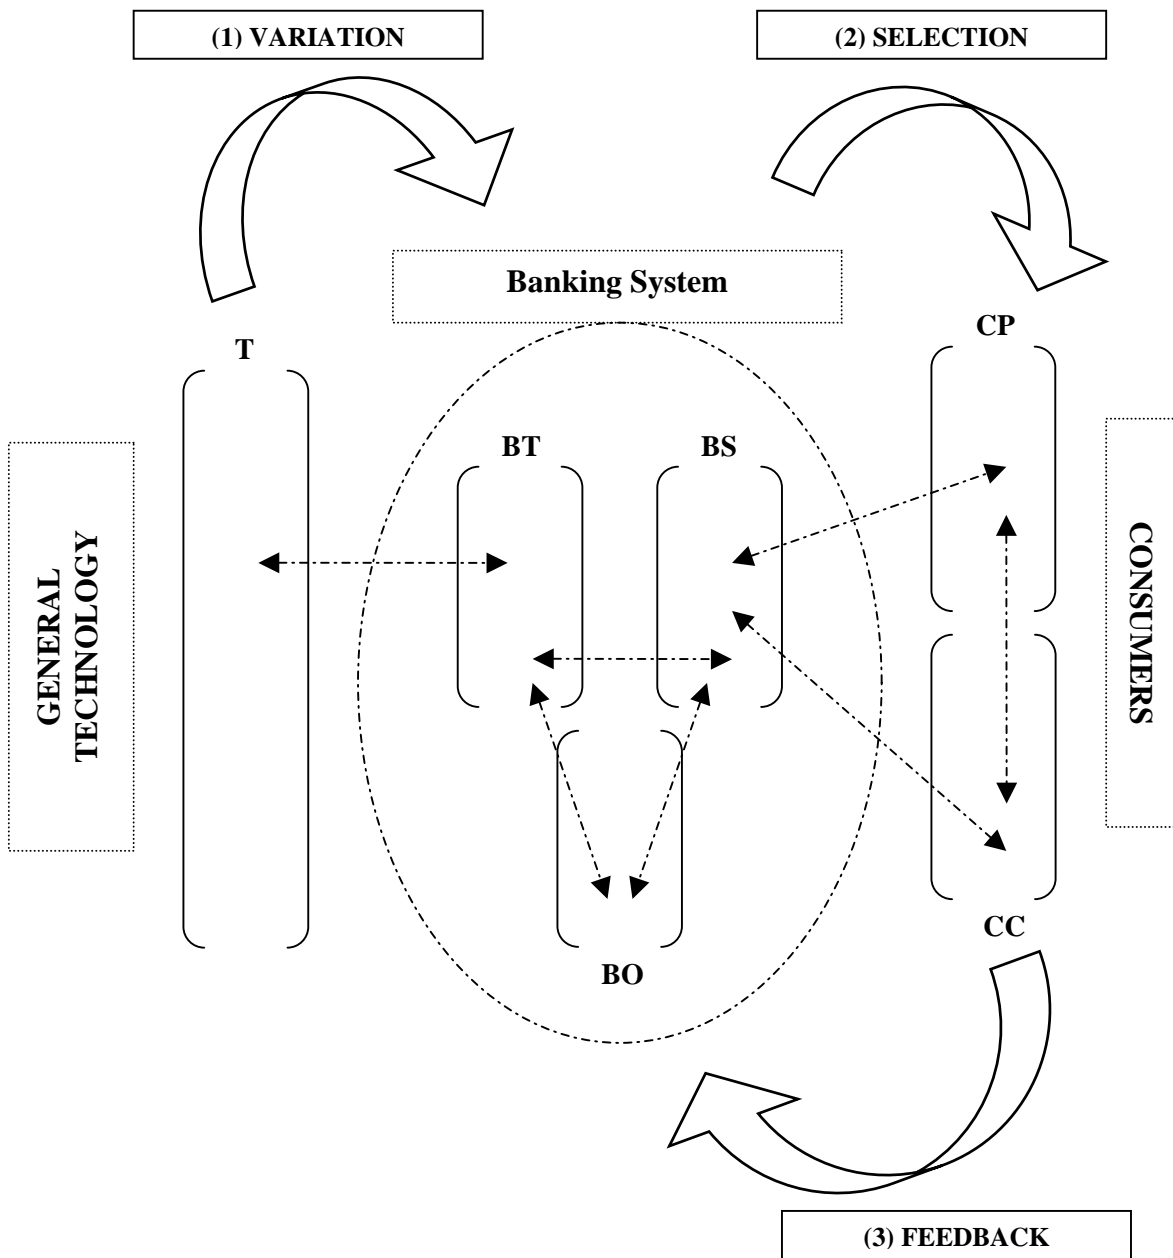 (1) VARIATION
(2) SELECTION
Banking System
T
CP
BT
BS
GENERAL
TECHNOLOGY
CONSUMERS
CC
BO
(3) FEEDBACK